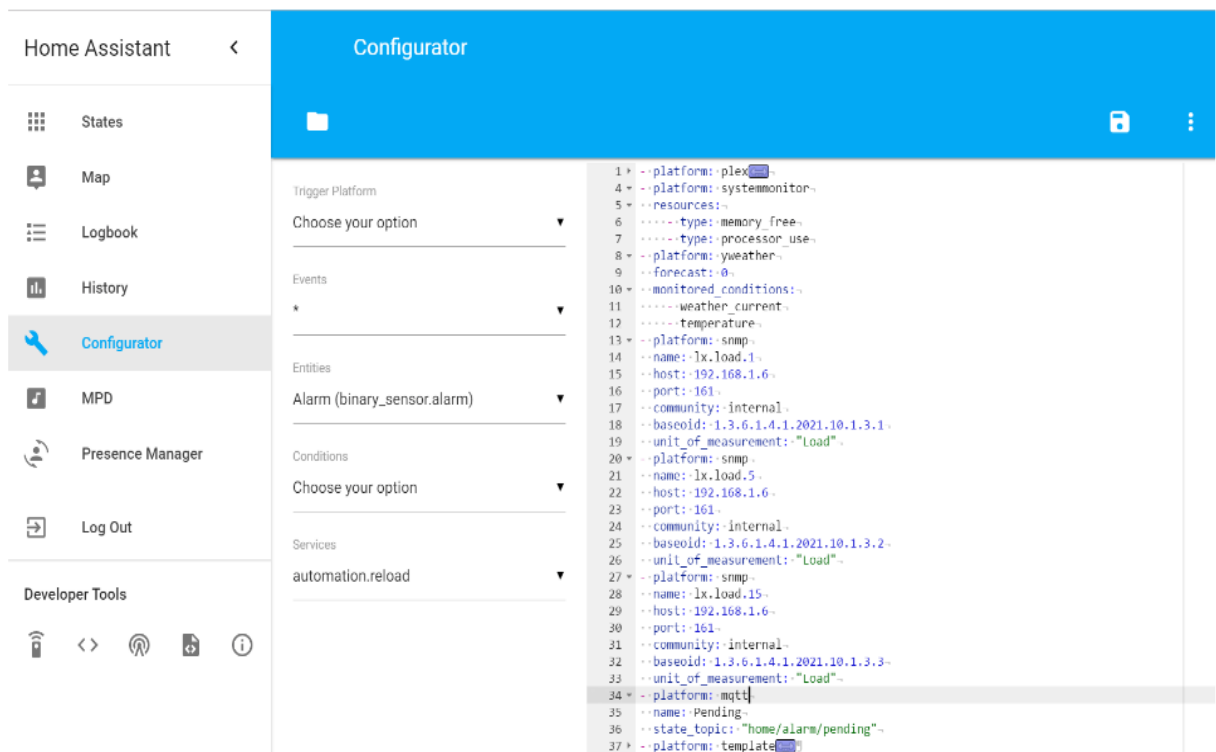 Home Assistant
Configurator
States
Map
Logbook
History
Configurator
MPD
Presence Manager
Log Out
Developer Tools
Trigger Platform
Choose your option
Events
*
Entities
Alarm (binary_sensor.alarm)
Conditions
Choose your option
Services
automation.reload
1 - platform: plex
4 - platform: systemmonitor
5 resources:
6 - type: memory_free
7 - type: processor_use
8 - platform: yweather
9 forecast: 0
10 monitored_conditions:
11 - weather_current
12 - temperature
13 - platform: snmp
14 name: lx.load.1
15 host: 192.168.1.6
16 port: 161
17 community: internal
18 baseoid: 1.3.6.1.4.1.2021.10.1.3.1
19 unit_of_measurement: "Load"
20 - platform: snmp
21 name: lx.load.5
22 host: 192.168.1.6
23 port: 161
24 community: internal
25 baseoid: 1.3.6.1.4.1.2021.10.1.3.2
26 unit_of_measurement: "Load"
27 - platform: snmp
28 name: lx.load.15
29 host: 192.168.1.6
30 port: 161
31 community: internal
32 baseoid: 1.3.6.1.4.1.2021.10.1.3.3
33 unit_of_measurement: "Load"
34 - platform: mqtt
35 name: Pending
36 state_topic: "home/alarm/pending"
37 - platform: template